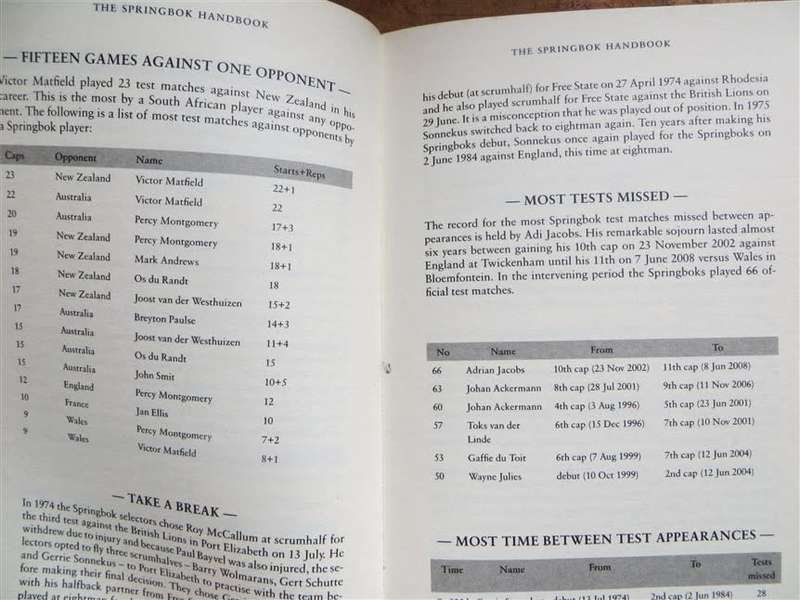 THE SPRINGBOK HANDBOOK
— FIFTEEN GAMES AGAINST ONE OPPONENT —
Victor Matfield played 23 test matches against New Zealand in his
career. This is the most by a South African player against any oppo-
nent. The following is a list of most test matches against opponents by
a Springbok player:
Caps Opponent Name Starts+Reps
23 New Zealand Victor Matfield 22+1
22 Australia Victor Matfield 22
20 Australia Percy Montgomery 17+3
19 New Zealand Percy Montgomery 18+1
19 New Zealand Mark Andrews 18+1
18 New Zealand Os du Randt 18
17 New Zealand Joost van der Westhuizen 15+2
17 Australia Breyton Paulse 14+3
15 Australia Joost van der Westhuizen 11+4
15 Australia Os du Randt 15
15 Australia John Smit 10+5
12 England Percy Montgomery 12
10 France Jan Ellis 10
9 Wales Percy Montgomery 7+2
9 Wales Victor Matfield 8+1
— TAKE A BREAK —
In 1974 the Springbok selectors chose Roy McCallum at scrumhalf for
the third test against the British Lions in Port Elizabeth on 13 July. He
withdrew due to injury and because Paul Bayvel was also injured, the se-
lectors opted to fly three scrumhalves – Barry Wolmarans, Gert Schutte
and Gerrie Sonnekus – to Port Elizabeth to practise with the team be-
fore making their final decision. They chose
with his halfback partner from Free
played at eightman
THE SPRINGBOK HANDBOOK
his debut (at scrumhalf) for Free State on 27 April 1974 against Rhodesia
and he also played scrumhalf for Free State against the British Lions on
29 June. It is a misconception that he was played out of position. In 1975
Sonnekus switched back to eightman again. Ten years after making his
Springboks debut, Sonnekus once again played for the Springboks on
2 June 1984 against England, this time at eightman.
— MOST TESTS MISSED —
The record for the most Springbok test matches missed between ap-
pearances is held by Adi Jacobs. His remarkable sojourn lasted almost
six years between gaining his 10th cap on 23 November 2002 against
England at Twickenham until his 11th on 7 June 2008 versus Wales in
Bloemfontein. In the intervening period the Springboks played 66 of-
ficial test matches.
No Name From To
66 Adrian Jacobs 10th cap (23 Nov 2002) 11th cap (8 Jun 2008)
63 Johan Ackermann 8th cap (28 Jul 2001) 9th cap (11 Nov 2006)
60 Johan Ackermann 4th cap (3 Aug 1996) 5th cap (23 Jun 2001)
57 Toks van der 6th cap (15 Dec 1996) 7th cap (10 Nov 2001)
Linde
53 Gaffie du Toit 6th cap (7 Aug 1999) 7th cap (12 Jun 2004)
50 Wayne Julies debut (10 Oct 1999) 2nd cap (12 Jun 2004)
— MOST TIME BETWEEN TEST APPEARANCES —
Time Name From To Tests
missed
debut (13 Jul 1974) 2nd cap (2 Jun 1984) 28